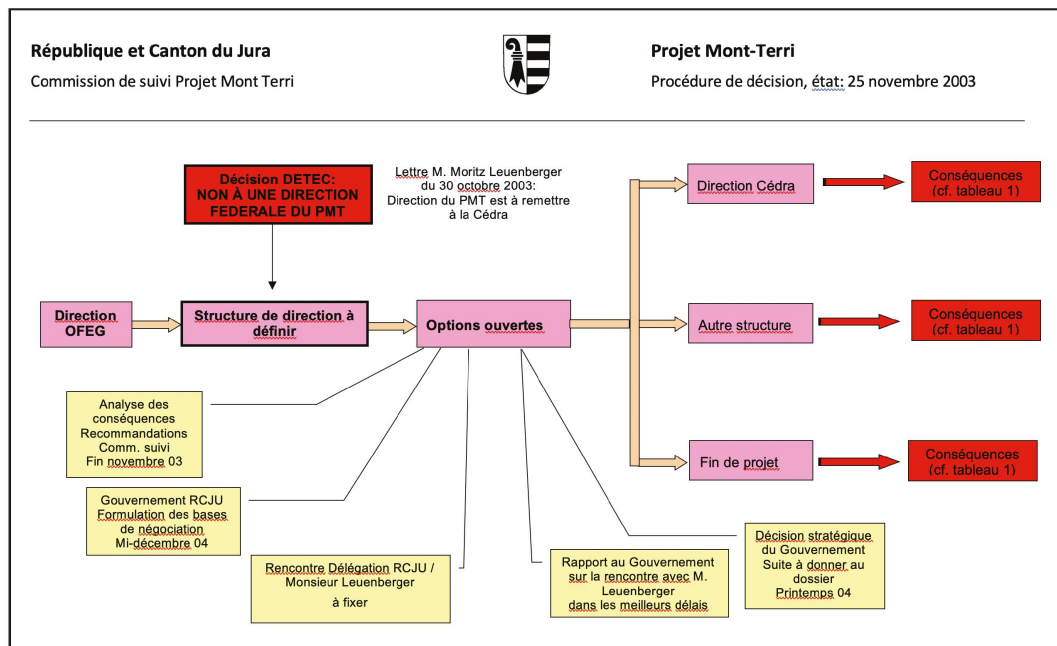 République et Canton du Jura
Commission de suivi Projet Mont Terri
Projet Mont-Terri
Procédure de décision, état: 25 novembre 2003
Décision DETEC:
NON À UNE DIRECTION
FEDERALE DU PMT
Lettre M. Moritz Leuenberger
du 30 octobre 2003:
Direction du PMT est à remettre
à la Cédra
Direction Cédra
Conséquences
(cf. tableau 1)
Direction
OFEG
Structure de direction à
définir
Options ouvertes
Autre structure
Conséquences
(cf. tableau 1)
Analyse des
conséquences
Recommandations
Comm. suivi
Fin novembre 03
Fin de projet
Conséquences
(cf. tableau 1)
Gouvernement RCJU
Formulation des bases
de négociation
Mi-décembre 04
Rencontre Délégation RCJU /
Monsieur Leuenberger
à fixer
Rapport au Gouvernement
sur la rencontre avec M.
Leuenberger
dans les meilleurs délais
Décision stratégique
du Gouvernement
Suite à donner au
dossier
Printemps 04